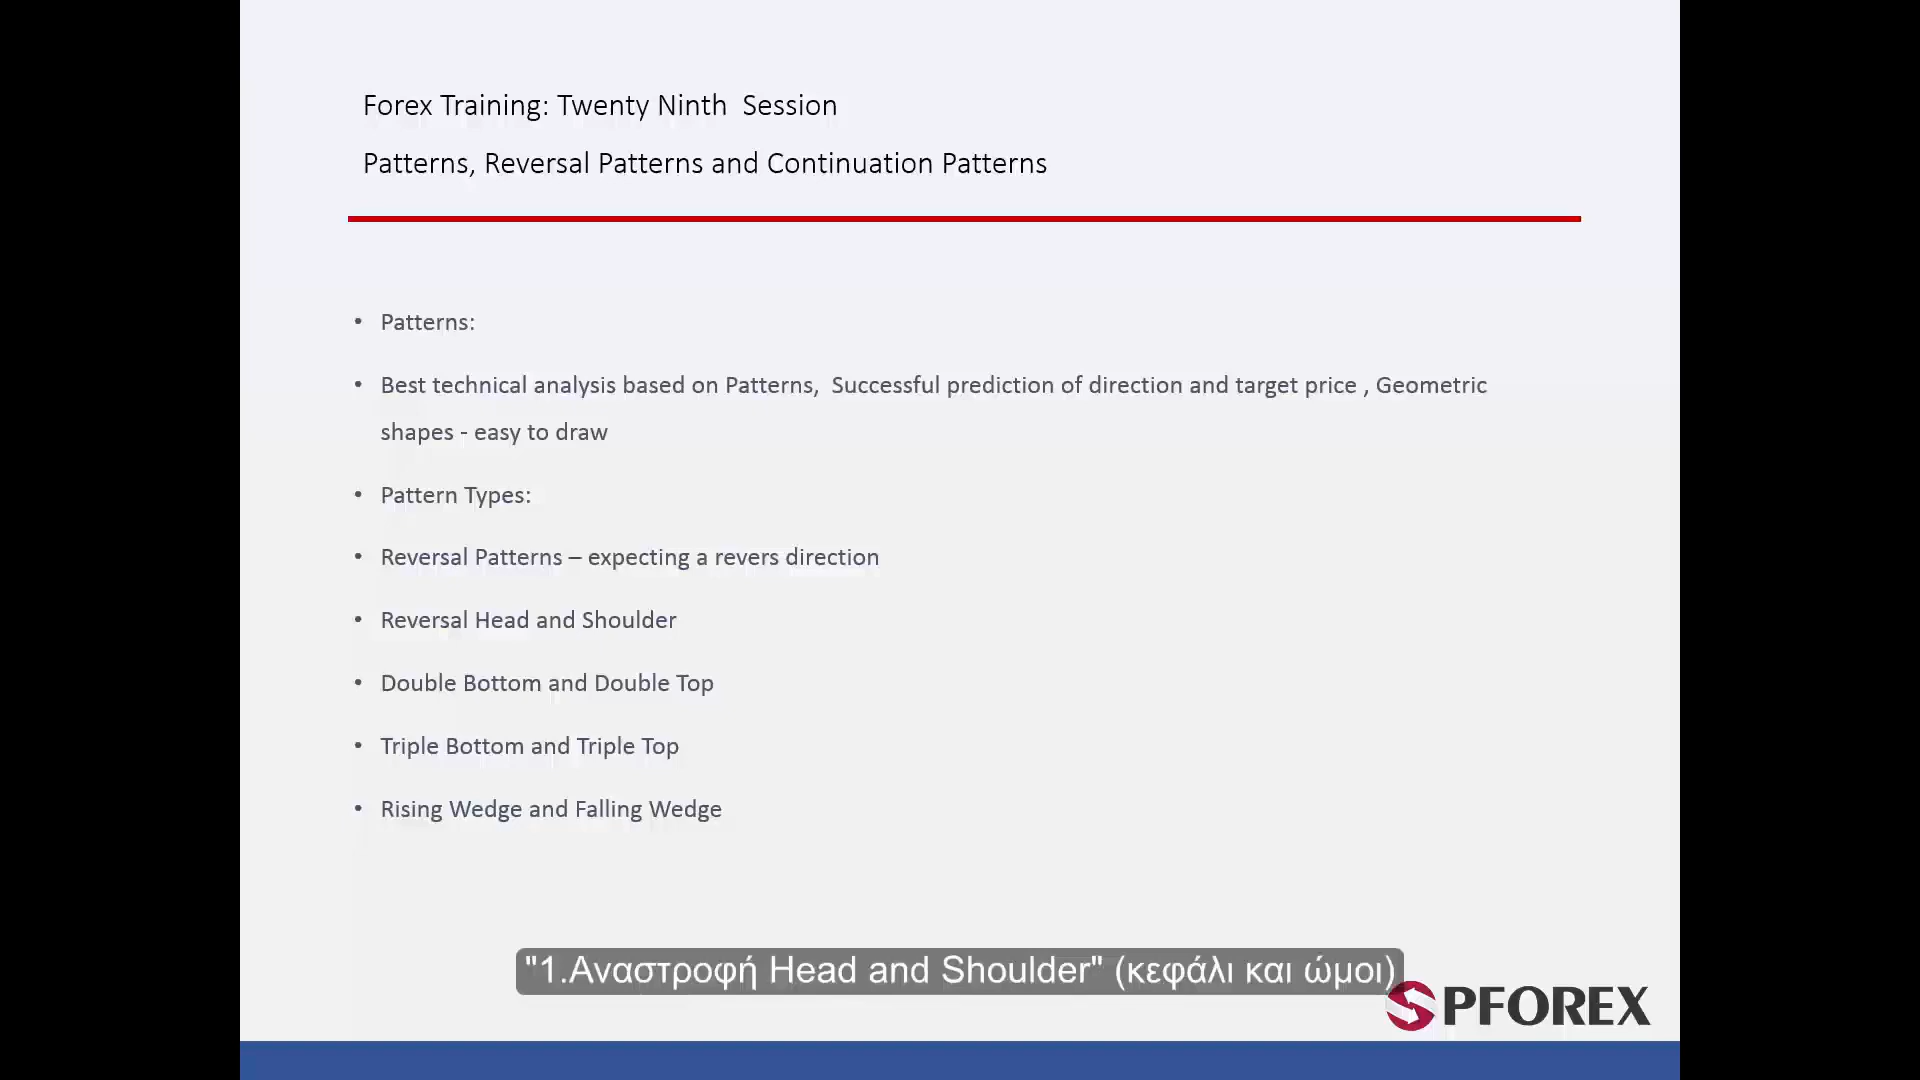 Forex Training: Twenty Ninth Session
Patterns, Reversal Patterns and Continuation Patterns
• Patterns:
• Best technical analysis based on Patterns, Successful prediction of direction and target price , Geometric
shapes - easy to draw
• Pattern Types:
• Reversal Patterns – expecting a revers direction
• Reversal Head and Shoulder
• Double Bottom and Double Top
• Triple Bottom and Triple Top
• Rising Wedge and Falling Wedge
"1.Αναστροφή Head and Shoulder" (κεφάλι και ώμοι)
SPFOREX